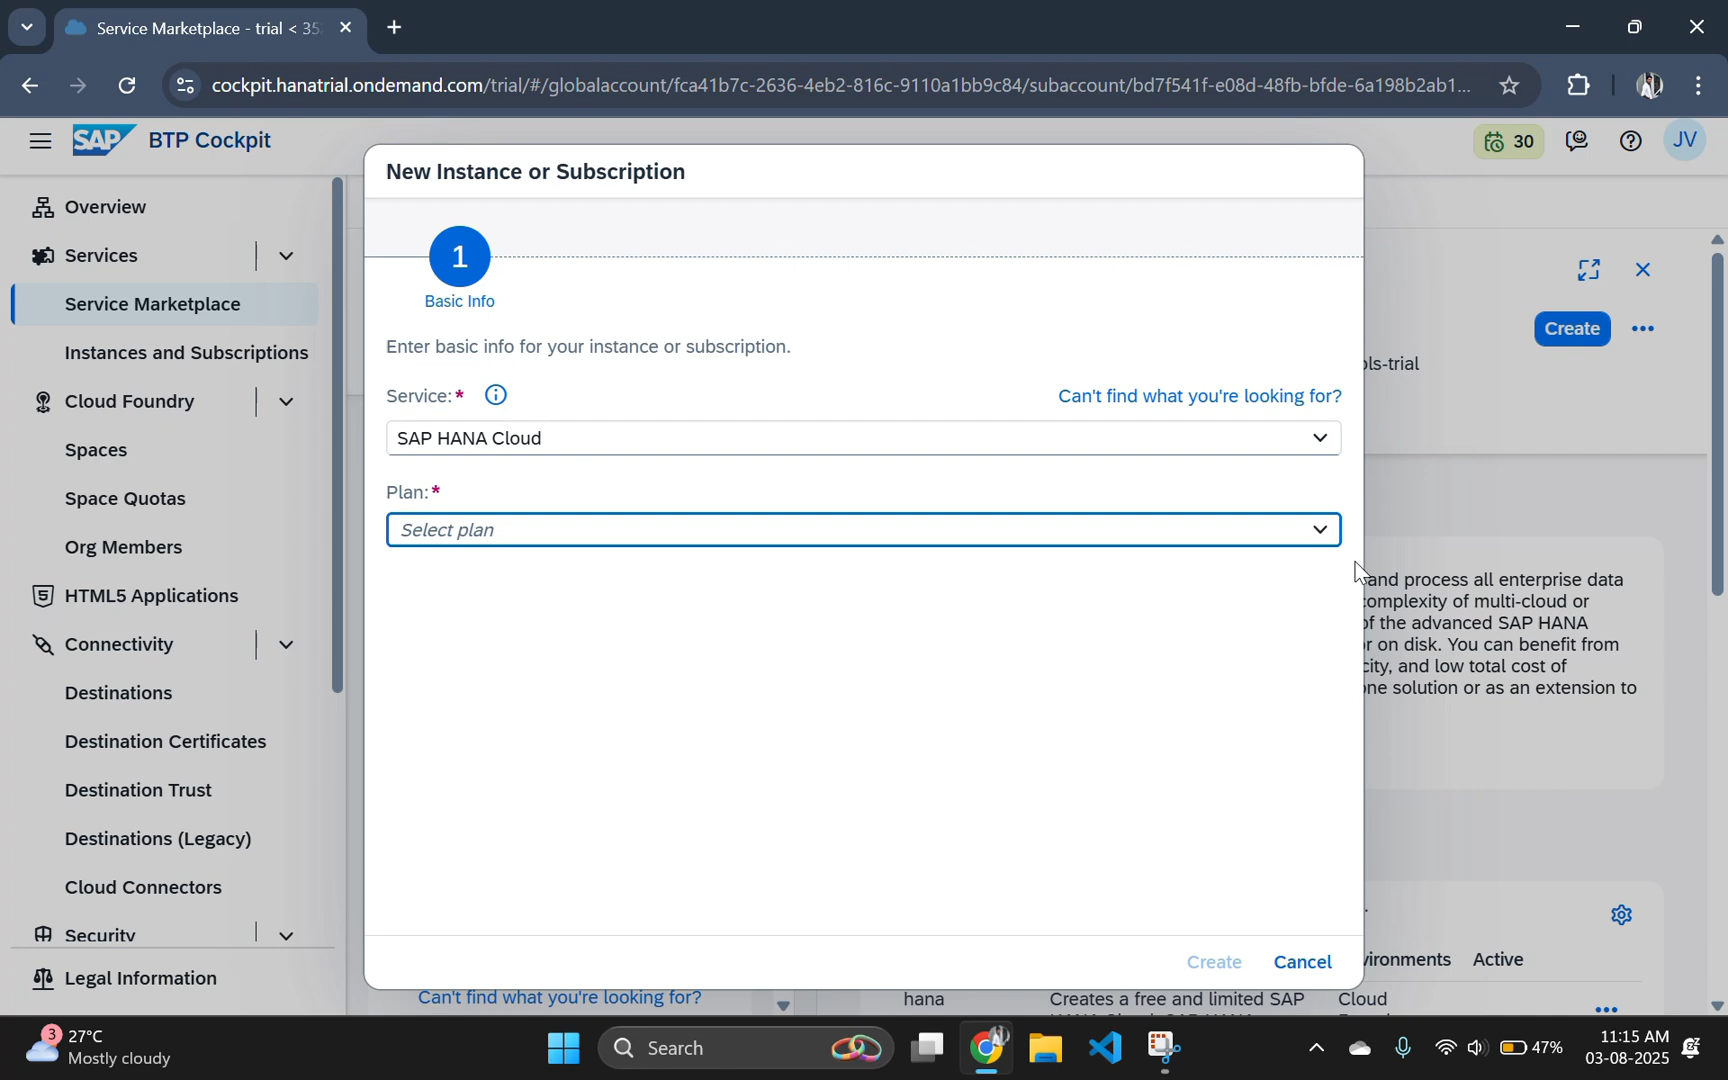 Service Marketplace - trial < 35
cockpit.hanatrial.ondemand.com/trial/#/globalaccount/fca41b7c-2636-4eb2-816c-9110a1bb9c84/subaccount/bd7f541f-e08d-48fb-bfde-6a198b2ab1...
SAP BTP Cockpit
30
JV
Overview
Services
Service Marketplace
Instances and Subscriptions
Cloud Foundry
Spaces
Space Quotas
Org Members
HTML5 Applications
Connectivity
Destinations
Destination Certificates
Destination Trust
Destinations (Legacy)
Cloud Connectors
Security
Legal Information
New Instance or Subscription
1
Basic Info
Enter basic info for your instance or subscription.
Service:*
Can't find what you're looking for?
SAP HANA Cloud
Plan:*
Select plan
Create
Cancel
Create
ols-trial
and process all enterprise data
complexity of multi-cloud or
of the advanced SAP HANA
r on disk. You can benefit from
city, and low total cost of
one solution or as an extension to
vironments
Active
Can't find what you're looking for?
hana
Creates a free and limited SAP
Cloud
3
27°C
Mostly cloudy
Search
47%
11:15 AM
03-08-2025